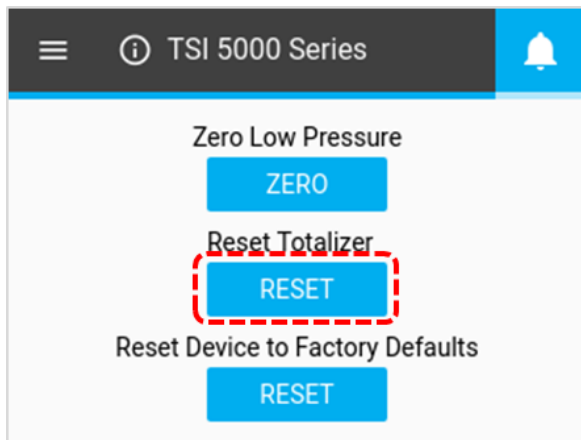 TSI 5000 Series
Zero Low Pressure
ZERO
Reset Totalizer
RESET
Reset Device to Factory Defaults
RESET